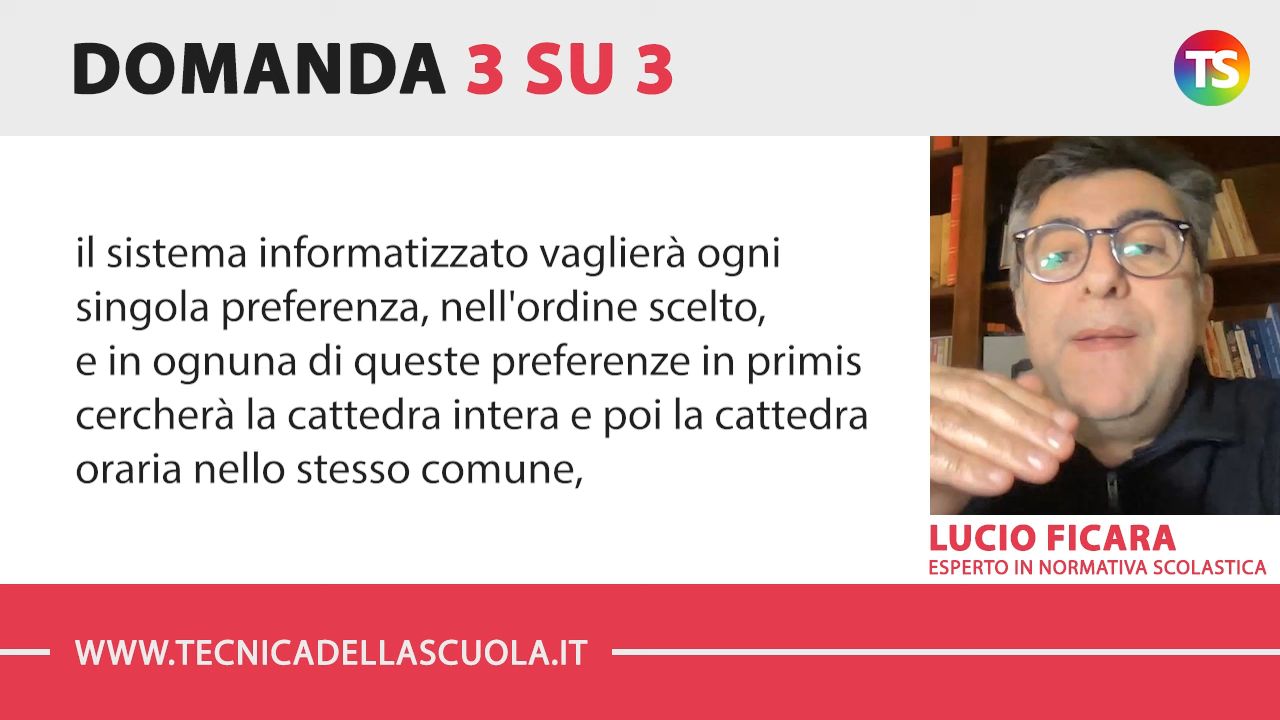 DOMANDA 3 SU 3
TS
il sistema informatizzato vaglierà ogni
singola preferenza, nell'ordine scelto,
e in ognuna di queste preferenze in primis
cercherà la cattedra intera e poi la cattedra
oraria nello stesso comune,
LUCIO FICARA
ESPERTO IN NORMATIVA SCOLASTICA
WWW.TECNICADELLASCUOLA.IT